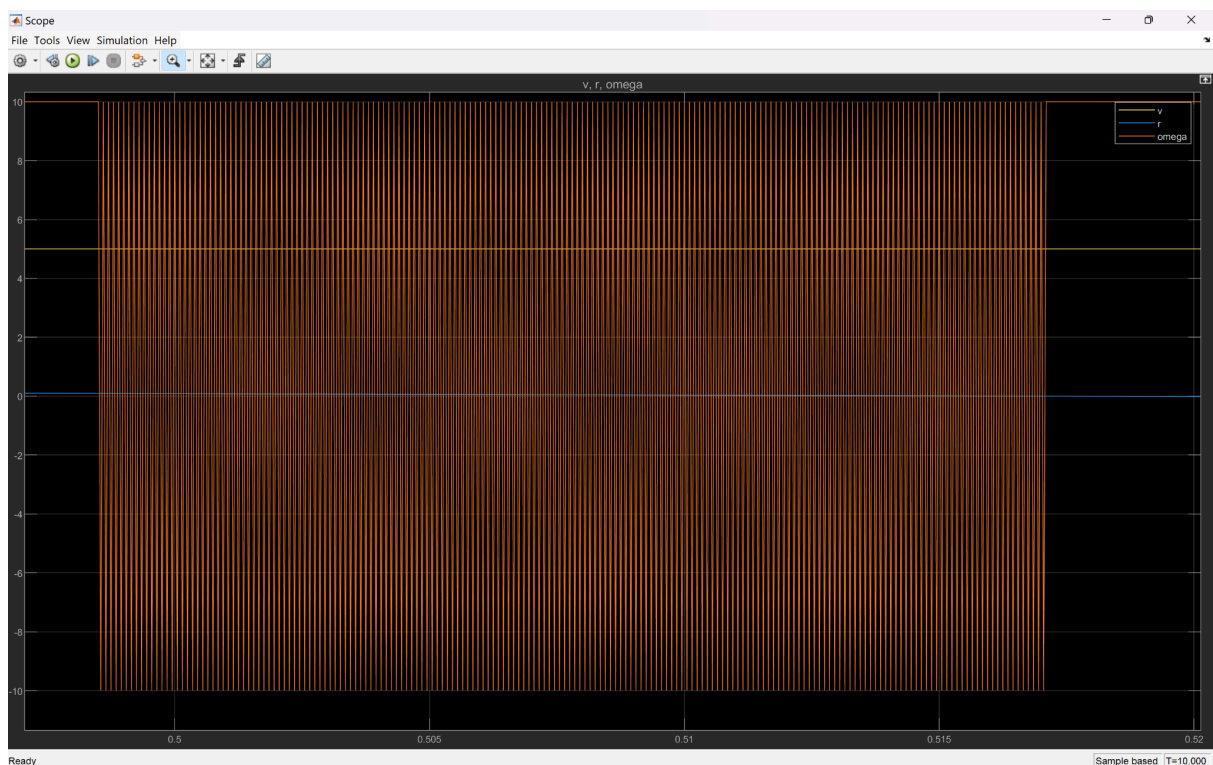 Scope
File Tools View Simulation Help
v, r, omega
10
8
6
4
2
0
-2
-4
-6
-8
-10
v
r
omega
0.5
0.505
0.51
0.515
0.52
Ready
Sample based T=10.000